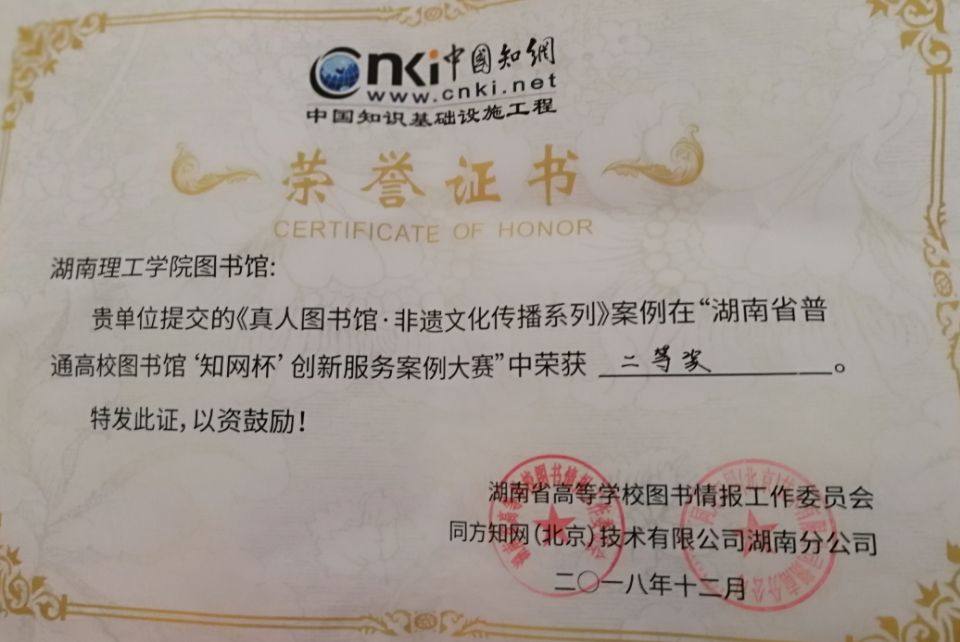 cnki中国知網
www.cnki.net
中国知识基础设施工程
荣誉证书
CERTIFICATE OF HONOR
湖南理工学院图书馆:
贵单位提交的《真人图书馆·非遗文化传播系列》案例在“湖南省普
通高校图书馆‘知网杯’创新服务案例大赛”中荣获 二等奖 。
特发此证,以资鼓励!
湖南省高等学校图书情报工作委员会
同方知网(北京)技术有限公司湖南分公司
二〇一八年十二月